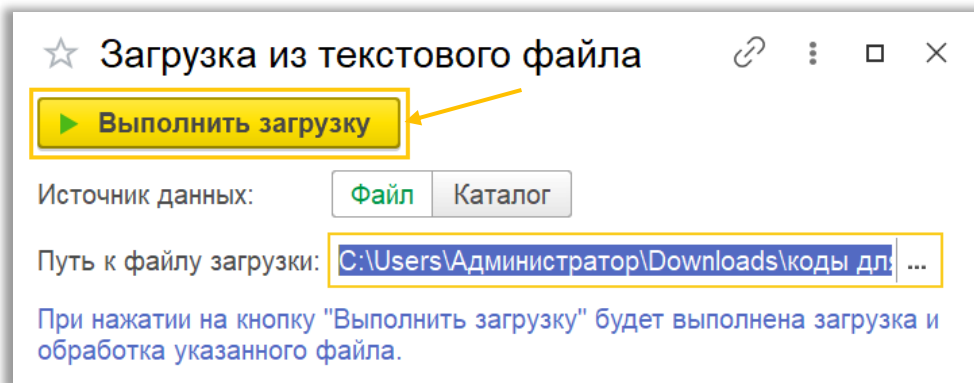 Загрузка из текстового файла
Выполнить загрузку
Источник данных: Файл Каталог
Путь к файлу загрузки: C:\Users\Администратор\Downloads\коды ...
При нажатии на кнопку "Выполнить загрузку" будет выполнена загрузка и
обработка указанного файла.